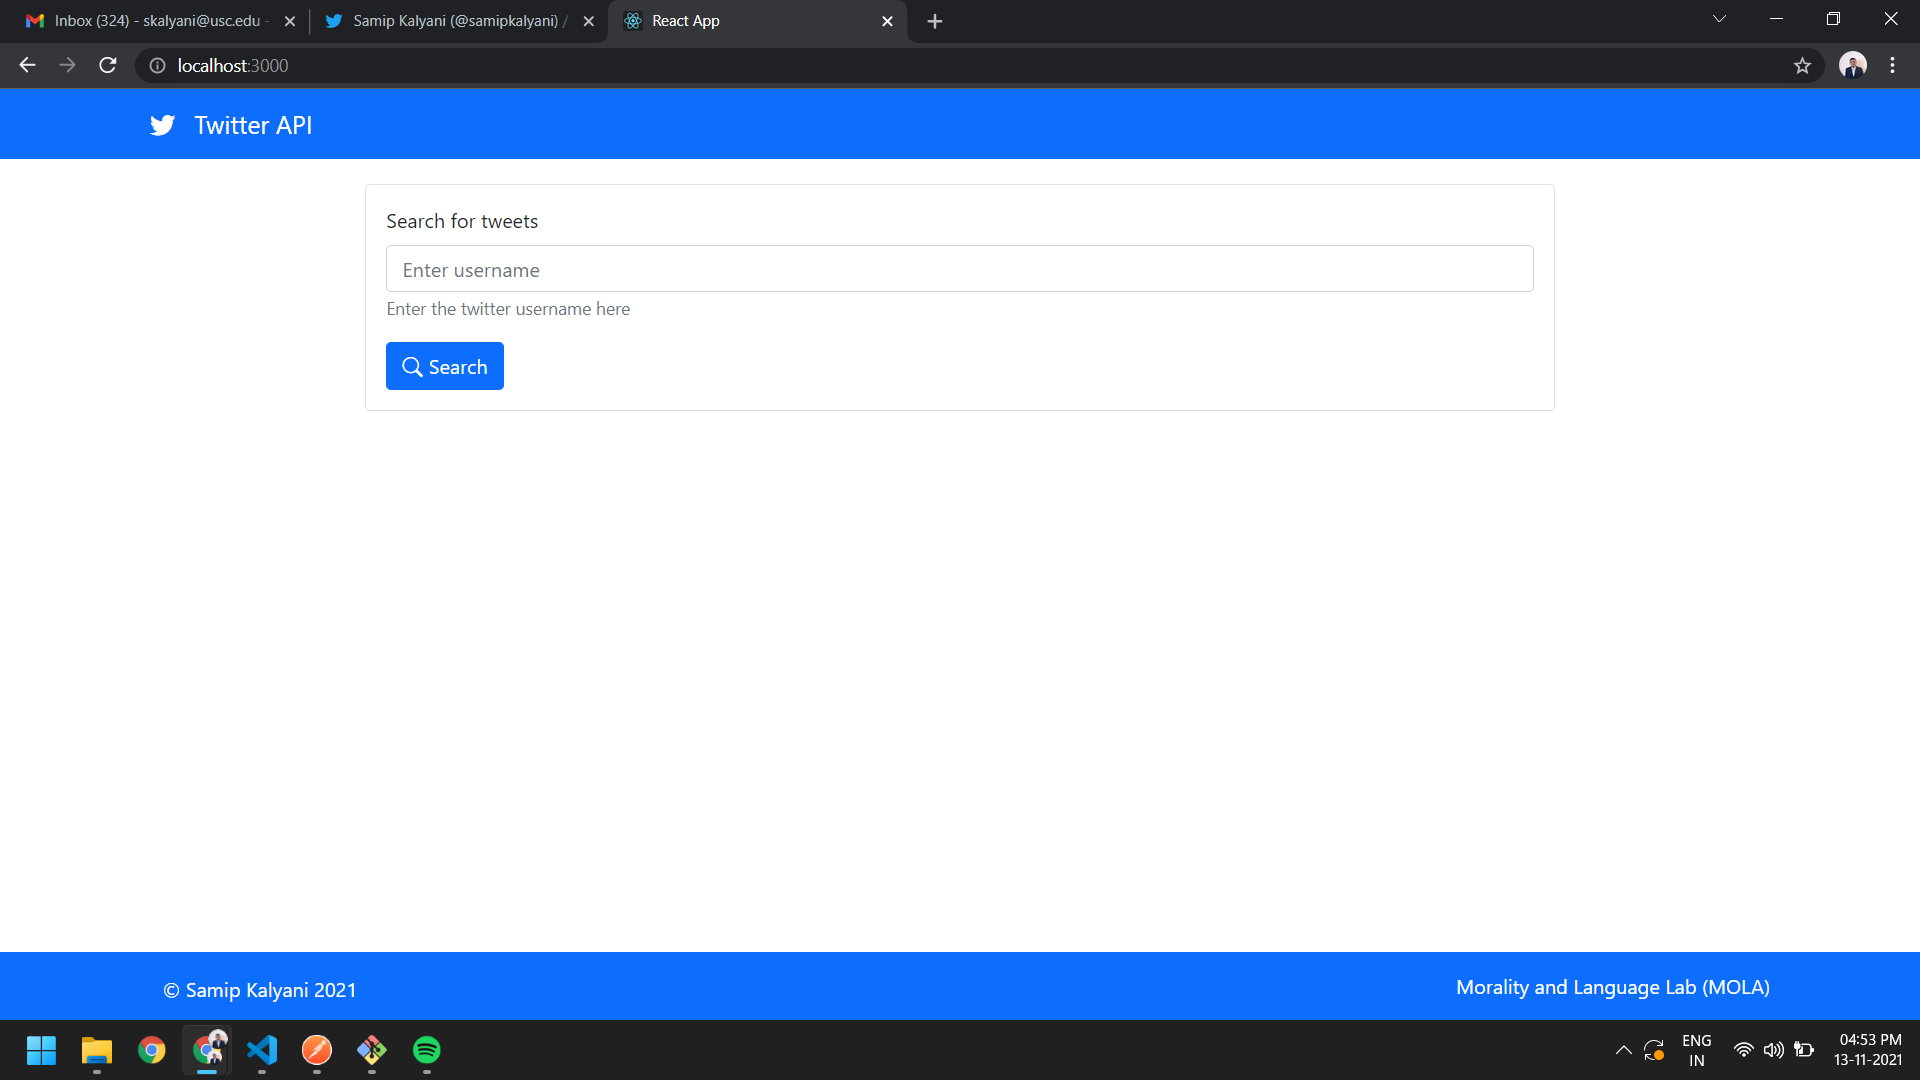 Inbox (324) - skalyani@usc.edu -
Samip Kalyani (@samipkalyani) /
React App
localhost:3000
Twitter API
Search for tweets
Enter username
Enter the twitter username here
Search
© Samip Kalyani 2021
Morality and Language Lab (MOLA)
ENG
IN
04:53 PM
13-11-2021